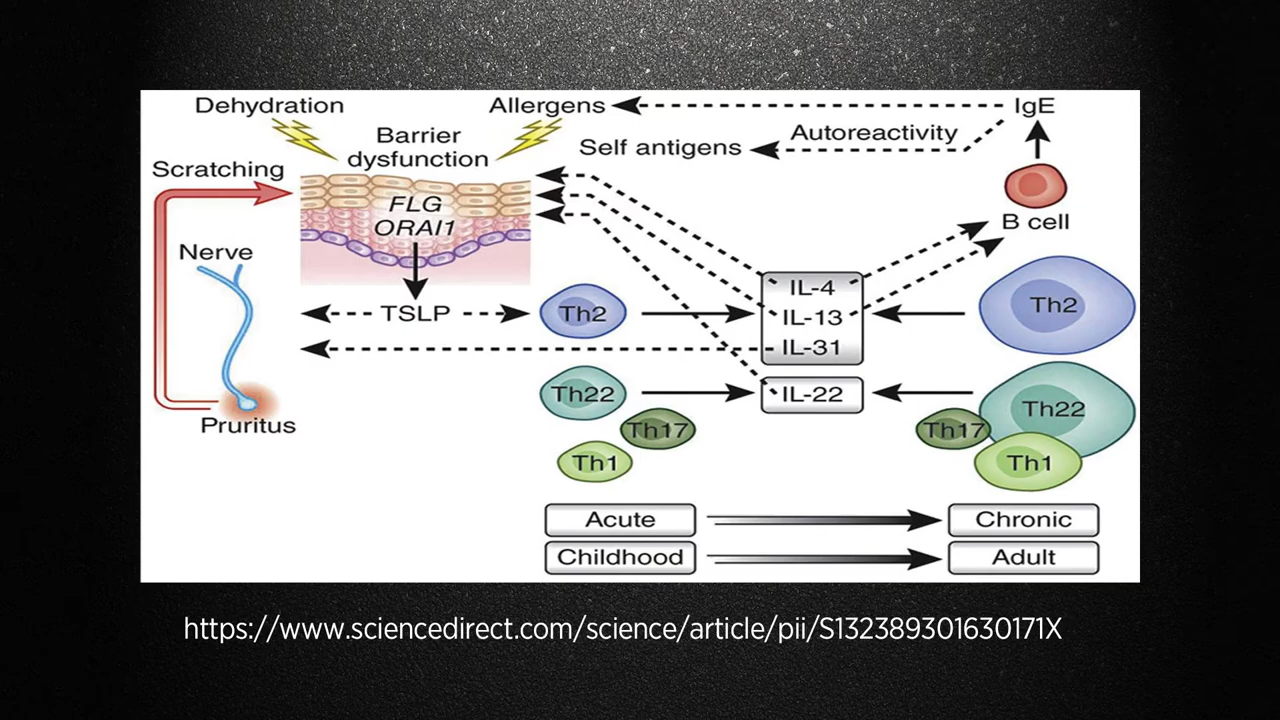 Dehydration
Allergens
IgE
Barrier
dysfunction
Self antigens
Autoreactivity
Scratching
FLG
ORAI1
B cell
Nerve
TSLP
Th2
IL-4
IL-13
IL-31
Th2
Th22
IL-22
Th22
Th17
Th17
Th1
Th1
Pruritus
Acute
Chronic
Childhood
Adult
https://www.sciencedirect.com/science/article/pii/S132389301630171X